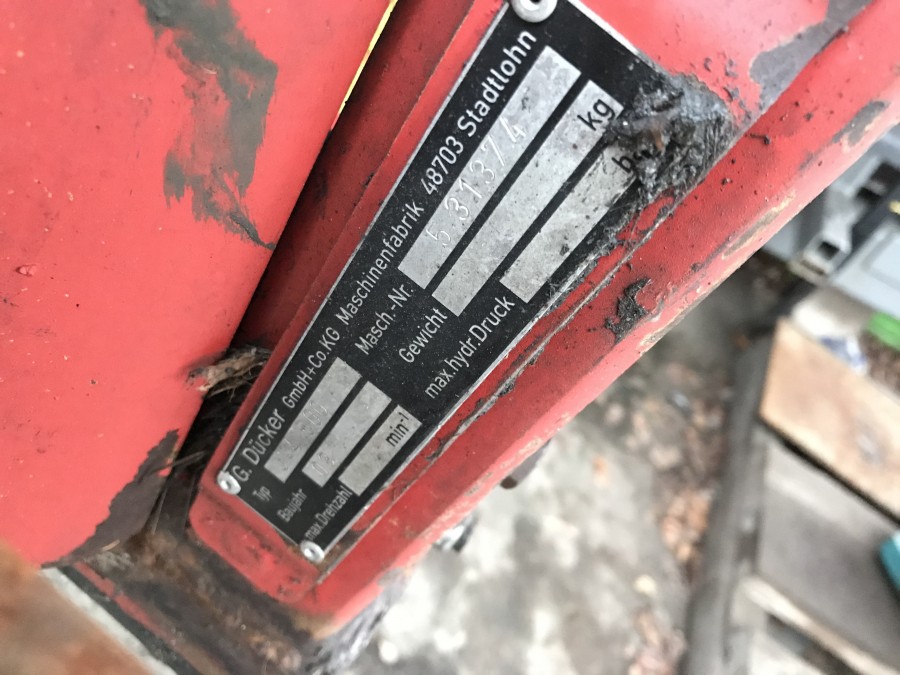 G. Dücker GmbH+Co.KG Maschinenfabrik 48703 Stadtlohn
Typ Masch.-Nr. 5 31374
Baujahr Gewicht kg
max.Drehzahl min-1 max.hydr.Druck